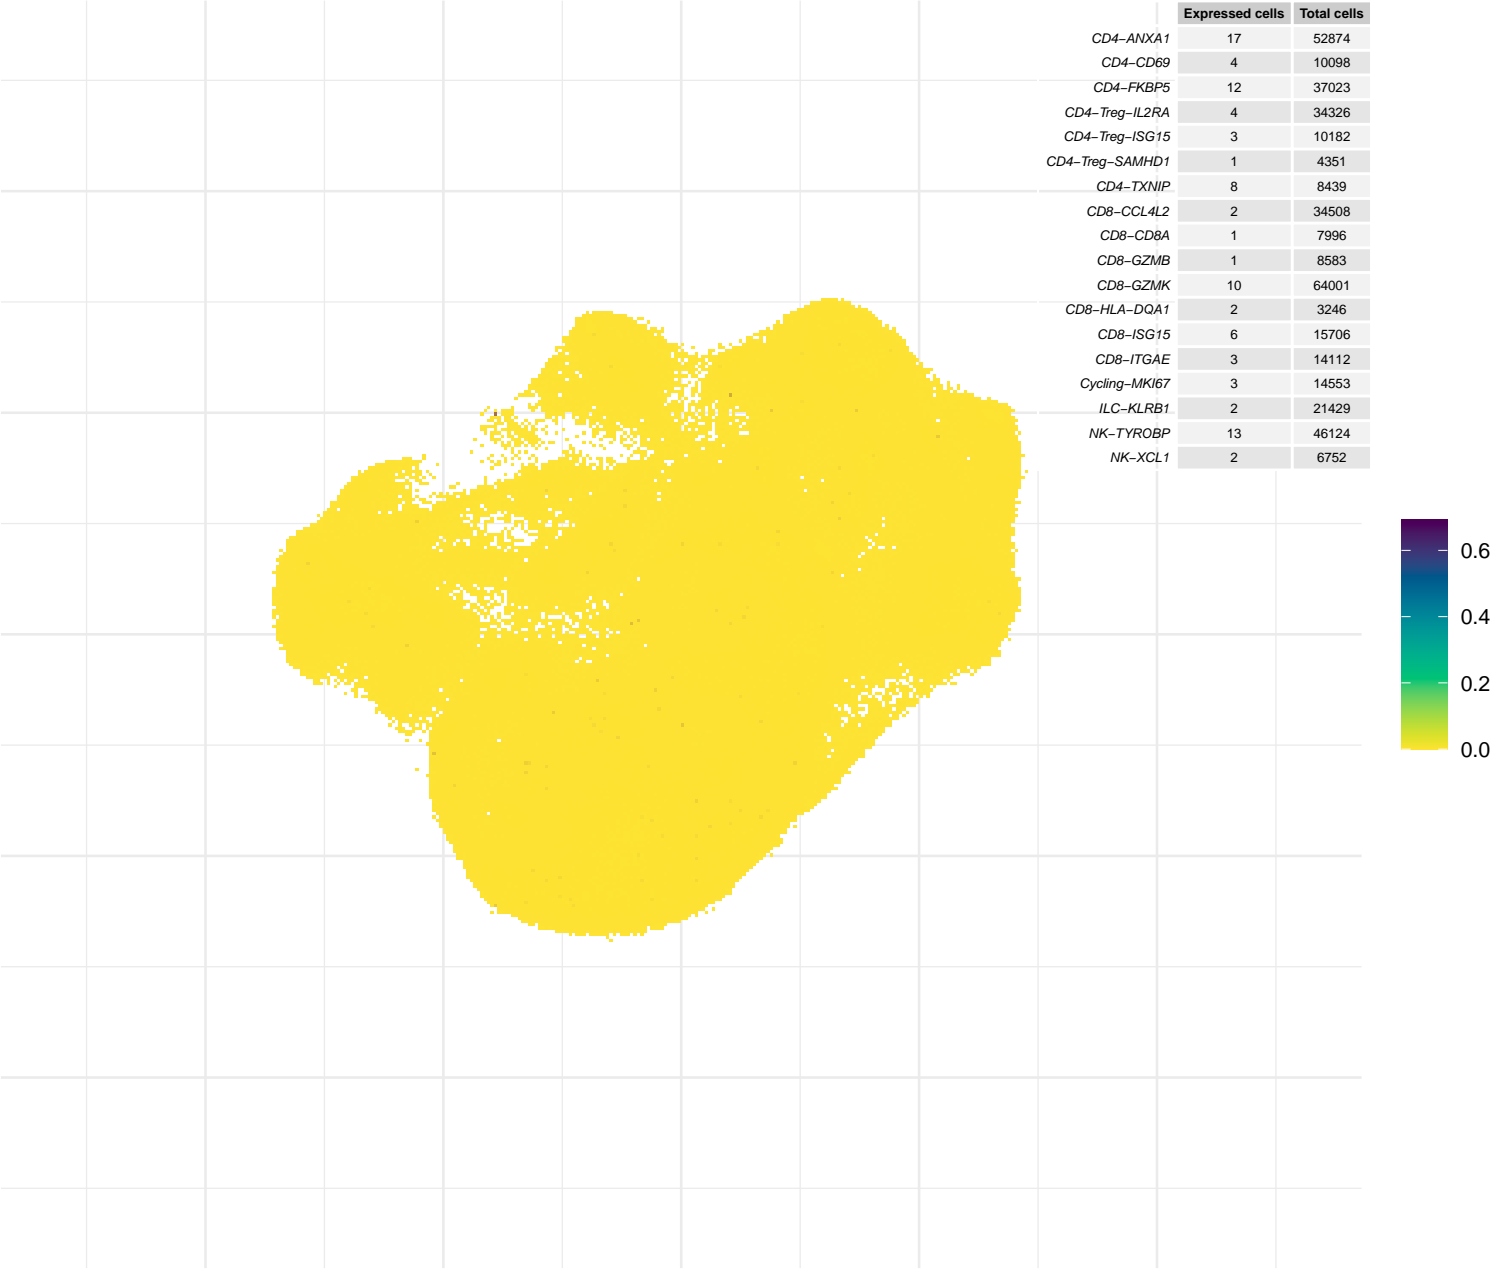 Expressed cells Total cells
CD4−ANXA1 17 52874
CD4−CD69 4 10098
CD4−FKBP5 12 37023
CD4−Treg−IL2RA 4 34326
CD4−Treg−ISG15 3 10182
CD4−Treg−SAMHD1 1 4351
CD4−TXNIP 8 8439
CD8−CCL4L2 2 34508
CD8−CD8A 1 7996
CD8−GZMB 1 8583
CD8−GZMK 10 64001
CD8−HLA−DQA1 2 3246
CD8−ISG15 6 15706
CD8−ITGAE 3 14112
Cycling−MKI67 3 14553
ILC−KLRB1 2 21429
NK−TYROBP 13 46124
NK−XCL1 2 6752
0.6
0.4
0.2
0.0